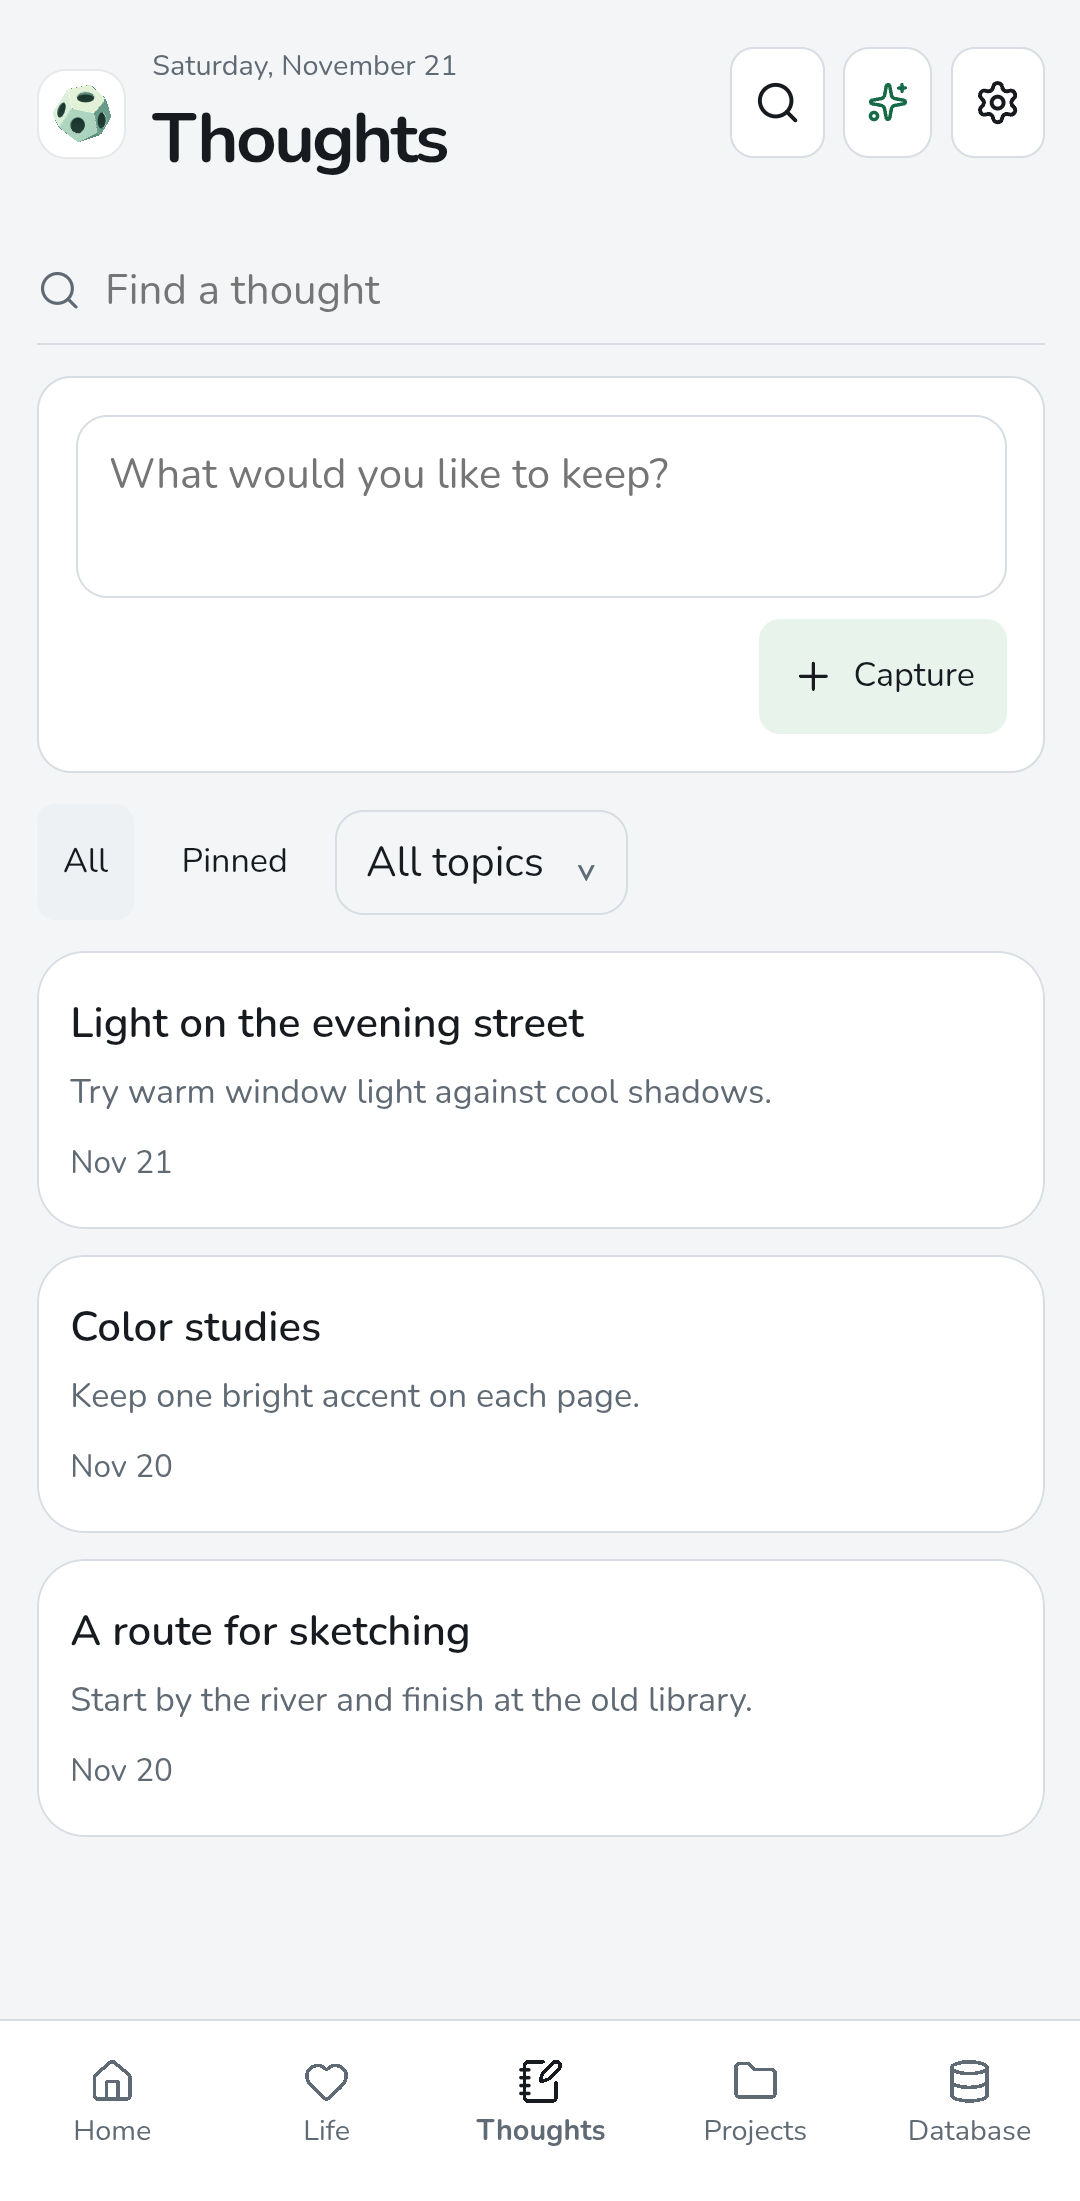 Saturday, November 21
Thoughts
Find a thought
What would you like to keep?
Capture
All
Pinned
All topics
Light on the evening street
Try warm window light against cool shadows.
Nov 21
Color studies
Keep one bright accent on each page.
Nov 20
A route for sketching
Start by the river and finish at the old library.
Nov 20
Home
Life
Thoughts
Projects
Database